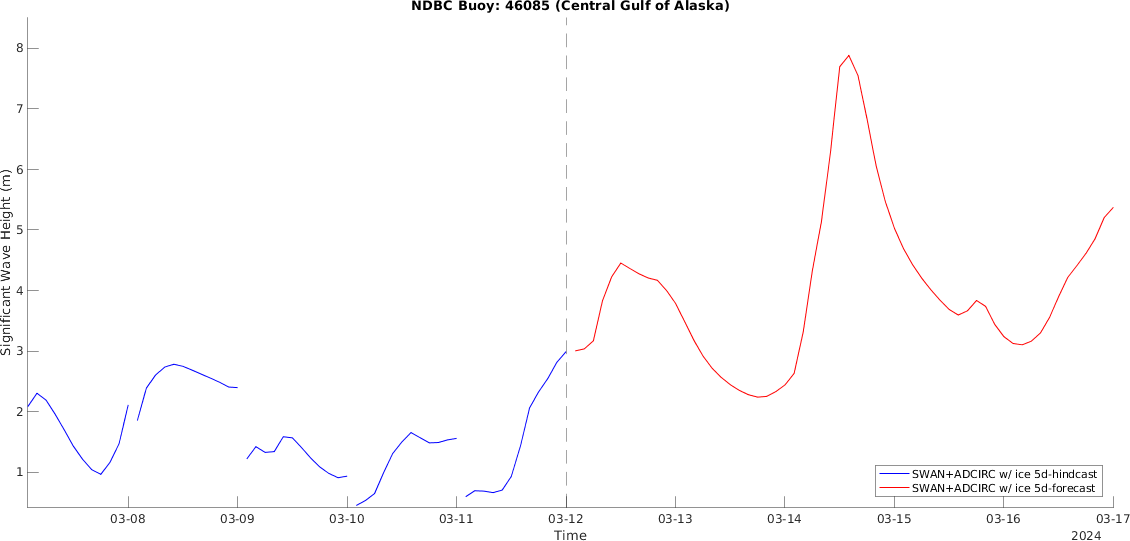 NDBC Buoy: 46085 (Central Gulf of Alaska)
8
7
6
5
4
3
2
1
Significant Wave Height (m)
SWAN+ADCIRC w/ ice 5d-hindcast
SWAN+ADCIRC w/ ice 5d-forecast
03-08 03-09 03-10 03-11 03-12 03-13 03-14 03-15 03-16 03-17
Time
2024